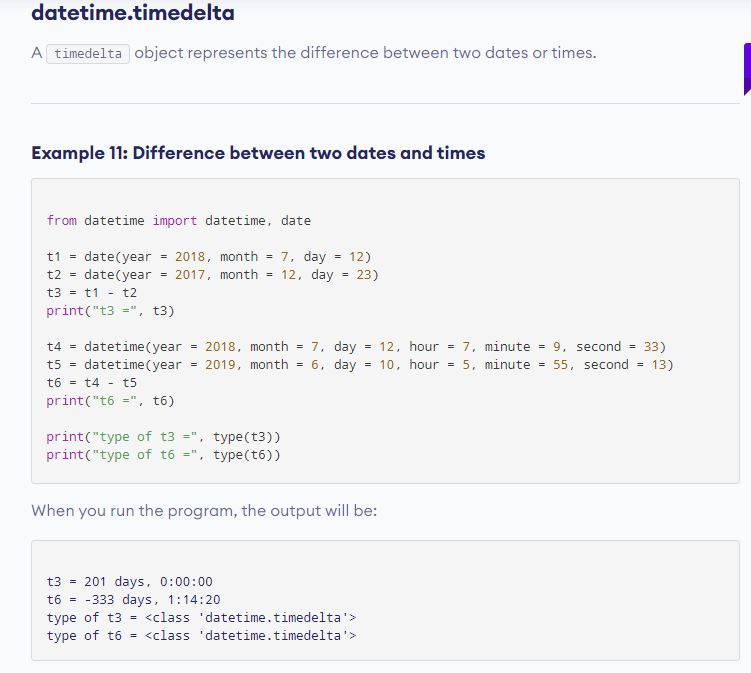 datetime.timedelta
A timedelta object represents the difference between two dates or times.
Example 11: Difference between two dates and times
from datetime import datetime, date
t1 = date(year = 2018, month = 7, day = 12)
t2 = date(year = 2017, month = 12, day = 23)
t3 = t1 - t2
print("t3 =", t3)
t4 = datetime(year = 2018, month = 7, day = 12, hour = 7, minute = 9, second = 33)
t5 = datetime(year = 2019, month = 6, day = 10, hour = 5, minute = 55, second = 13)
t6 = t4 - t5
print("t6 =", t6)
print("type of t3 =", type(t3))
print("type of t6 =", type(t6))
When you run the program, the output will be:
t3 = 201 days, 0:00:00
t6 = -333 days, 1:14:20
type of t3 = <class 'datetime.timedelta'>
type of t6 = <class 'datetime.timedelta'>